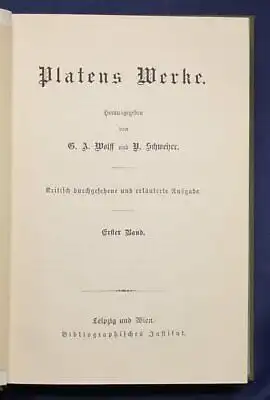 Platens Werke.
Herausgegeben
von
G. A. Wolff und V. Schweizer.
Kritisch durchgesehene und erläuterte Ausgabe.
Erster Band.
Leipzig und Wien.
Bibliographisches Institut.